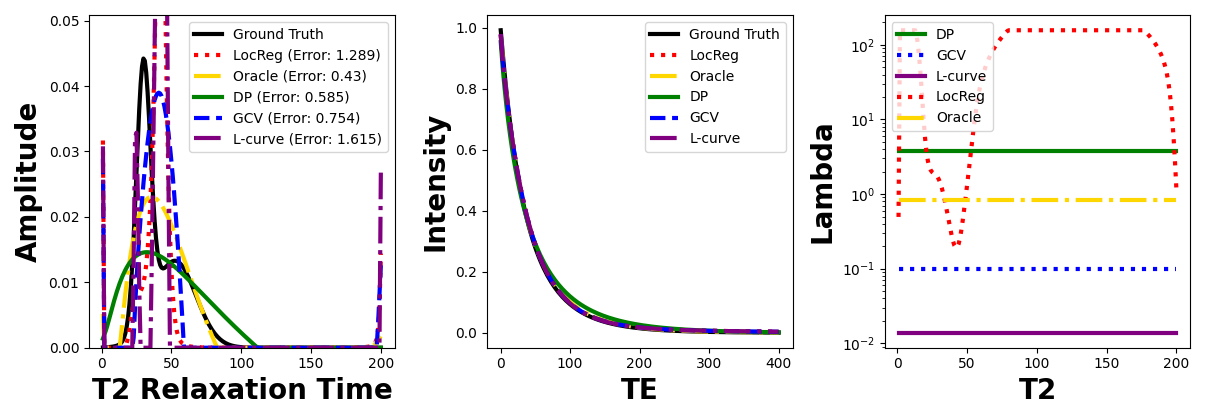 Amplitude
0.05
0.04
0.03
0.02
0.01
0.00
Ground Truth
LocReg (Error: 1.289)
Oracle (Error: 0.43)
DP (Error: 0.585)
GCV (Error: 0.754)
L-curve (Error: 1.615)
0 50 100 150 200
T2 Relaxation Time
Intensity
1.0
0.8
0.6
0.4
0.2
0.0
Ground Truth
LocReg
Oracle
DP
GCV
L-curve
0 100 200 300 400
TE
Lambda
10²
10¹
10⁰
10⁻¹
10⁻²
DP
GCV
L-curve
LocReg
Oracle
0 50 100 150 200
T2